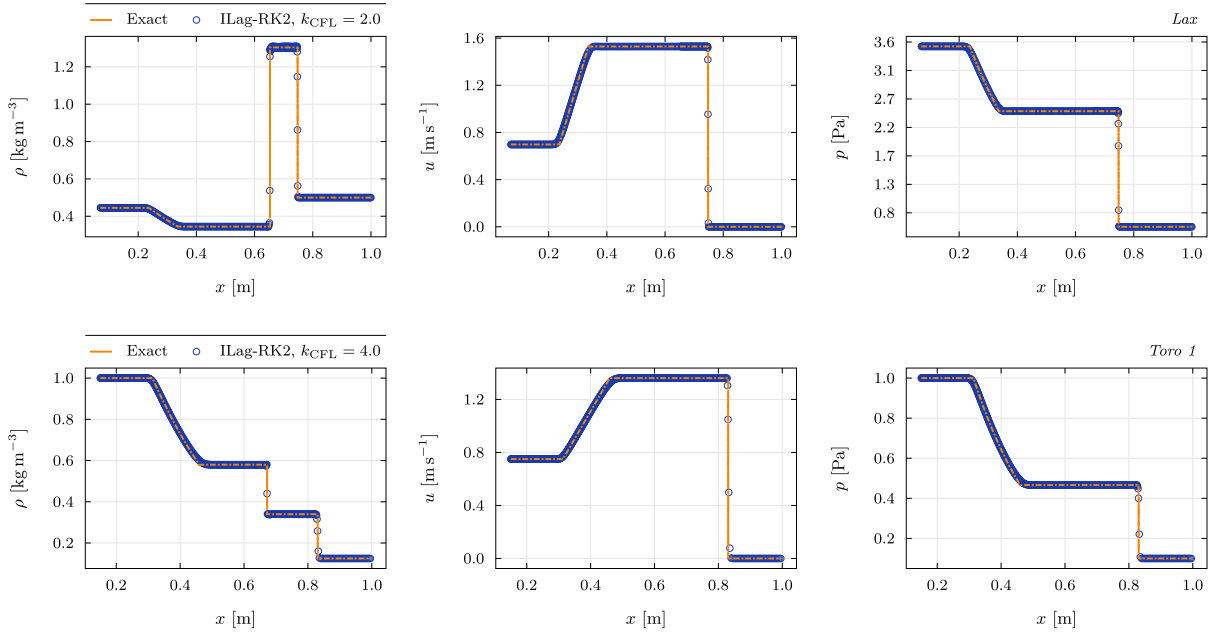 Exact ILag-RK2, k_CFL = 2.0
Lax
ρ [kg m⁻³]
1.2
1.0
0.8
0.6
0.4
0.2 0.4 0.6 0.8 1.0
x [m]
u [m s⁻¹]
1.6
1.2
0.8
0.4
0.0
0.2 0.4 0.6 0.8 1.0
x [m]
p [Pa]
3.6
3.1
2.7
2.2
1.7
1.3
0.8
0.2 0.4 0.6 0.8 1.0
x [m]
Exact ILag-RK2, k_CFL = 4.0
Toro 1
ρ [kg m⁻³]
1.0
0.8
0.6
0.4
0.2
0.2 0.4 0.6 0.8 1.0
x [m]
u [m s⁻¹]
1.2
0.8
0.4
0.0
0.2 0.4 0.6 0.8 1.0
x [m]
p [Pa]
1.0
0.8
0.6
0.4
0.2
0.2 0.4 0.6 0.8 1.0
x [m]